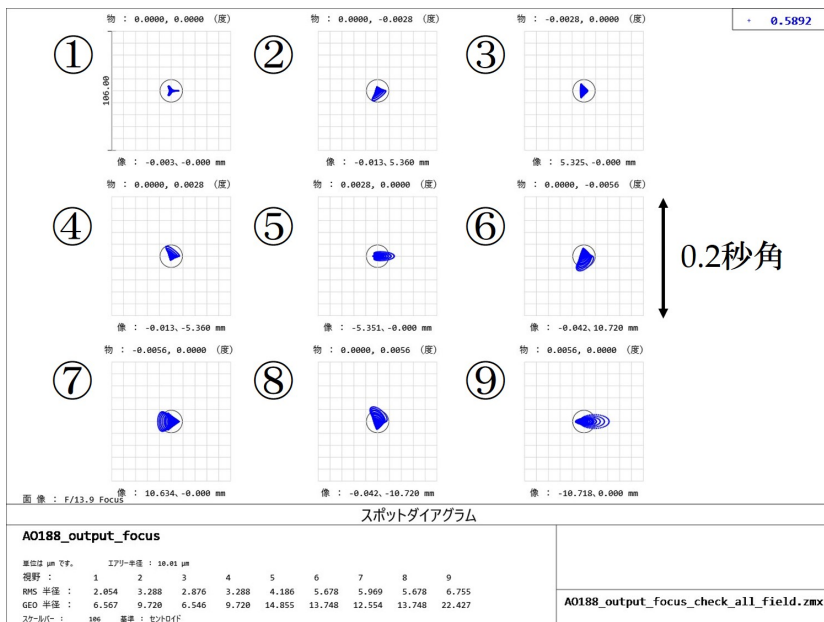 + 0.5892
① 物 : 0.0000, 0.0000 (度)
② 物 : 0.0000, -0.0028 (度)
③ 物 : -0.0028, 0.0000 (度)
106.00
像 : -0.003、-0.000 mm
像 : -0.013、5.360 mm
像 : 5.325、-0.000 mm
④ 物 : 0.0000, 0.0028 (度)
⑤ 物 : 0.0028, 0.0000 (度)
⑥ 物 : 0.0000, -0.0056 (度)
0.2秒角
像 : -0.013、-5.360 mm
像 : -5.351、-0.000 mm
像 : -0.042、10.720 mm
⑦ 物 : -0.0056, 0.0000 (度)
⑧ 物 : 0.0000, 0.0056 (度)
⑨ 物 : 0.0056, 0.0000 (度)
像 : 10.634、-0.000 mm
像 : -0.042、-10.720 mm
像 : -10.718、0.000 mm
面 像 : F/13.9 Focus
スポットダイアグラム
AO188_output_focus
単位は μm です。 エアリー半径 : 10.01 μm
視野 : 1 2 3 4 5 6 7 8 9
RMS 半径 : 2.054 3.288 2.876 3.288 4.186 5.678 5.969 5.678 6.755
GEO 半径 : 6.567 9.720 6.546 9.720 14.855 13.748 12.554 13.748 22.427
スケールバー : 106 基準 : セントロイド
AO188_output_focus_check_all_field.zmx